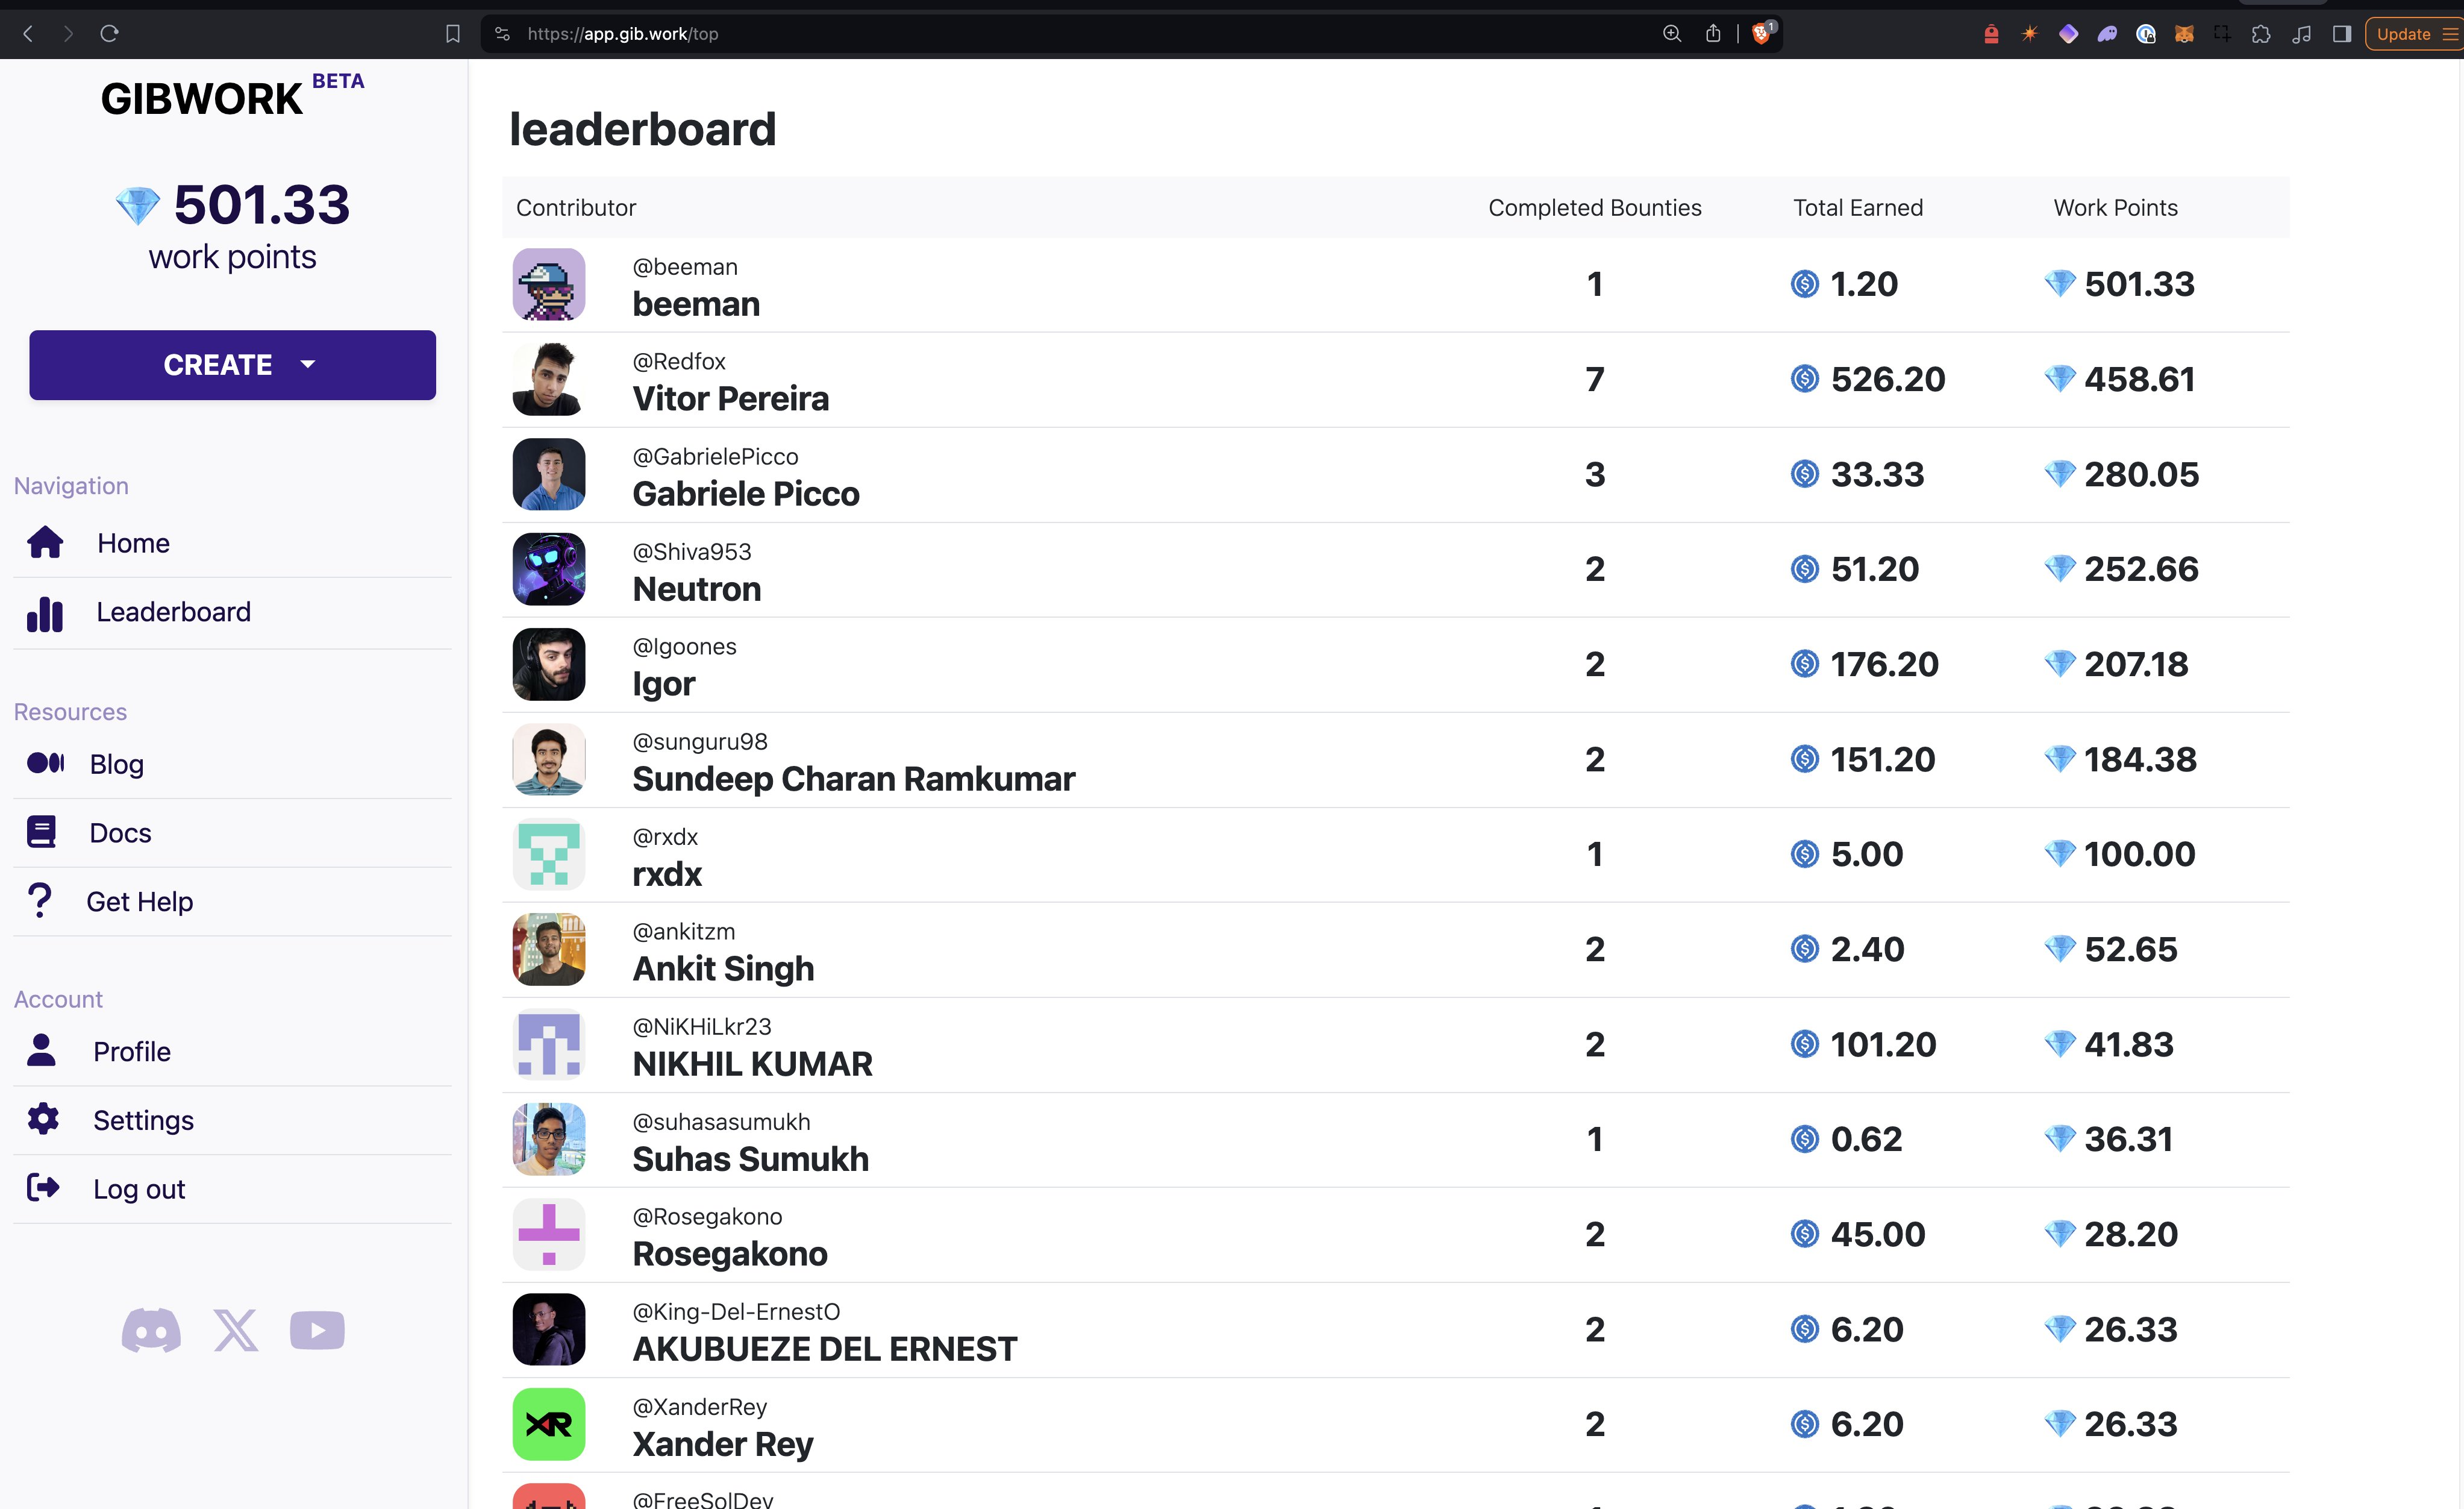 https://app.gib.work/top
1
Update
GIBWORK BETA
501.33
work points
CREATE
Navigation
Home
Leaderboard
Resources
Blog
Docs
Get Help
Account
Profile
Settings
Log out
leaderboard
Contributor Completed Bounties Total Earned Work Points
@beeman
beeman 1 1.20 501.33
@Redfox
Vitor Pereira 7 526.20 458.61
@GabrielePicco
Gabriele Picco 3 33.33 280.05
@Shiva953
Neutron 2 51.20 252.66
@Igoones
Igor 2 176.20 207.18
@sunguru98
Sundeep Charan Ramkumar 2 151.20 184.38
@rxdx
rxdx 1 5.00 100.00
@ankitzm
Ankit Singh 2 2.40 52.65
@NiKHiLkr23
NIKHIL KUMAR 2 101.20 41.83
@suhasasumukh
Suhas Sumukh 1 0.62 36.31
@Rosegakono
Rosegakono 2 45.00 28.20
@King-Del-ErnestO
AKUBUEZE DEL ERNEST 2 6.20 26.33
XR
@XanderRey
Xander Rey 2 6.20 26.33
@FreeSolDev